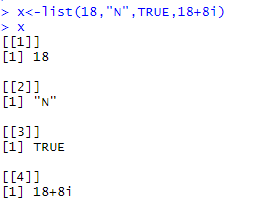 > x<-list(18,"N",TRUE,18+8i)
> x
[[1]]
[1] 18
[[2]]
[1] "N"
[[3]]
[1] TRUE
[[4]]
[1] 18+8i